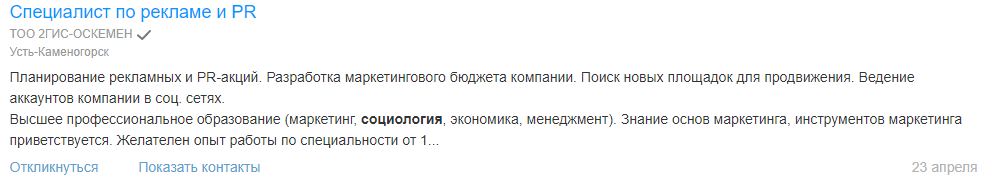 Специалист по рекламе и PR
ТОО 2ГИС-ОСКЕМЕН
Усть-Каменогорск
Планирование рекламных и PR-акций. Разработка маркетингового бюджета компании. Поиск новых площадок для продвижения. Ведение
аккаунтов компании в соц. сетях.
Высшее профессиональное образование (маркетинг, социология, экономика, менеджмент). Знание основ маркетинга, инструментов маркетинга
приветствуется. Желателен опыт работы по специальности от 1...
Откликнуться Показать контакты 23 апреля